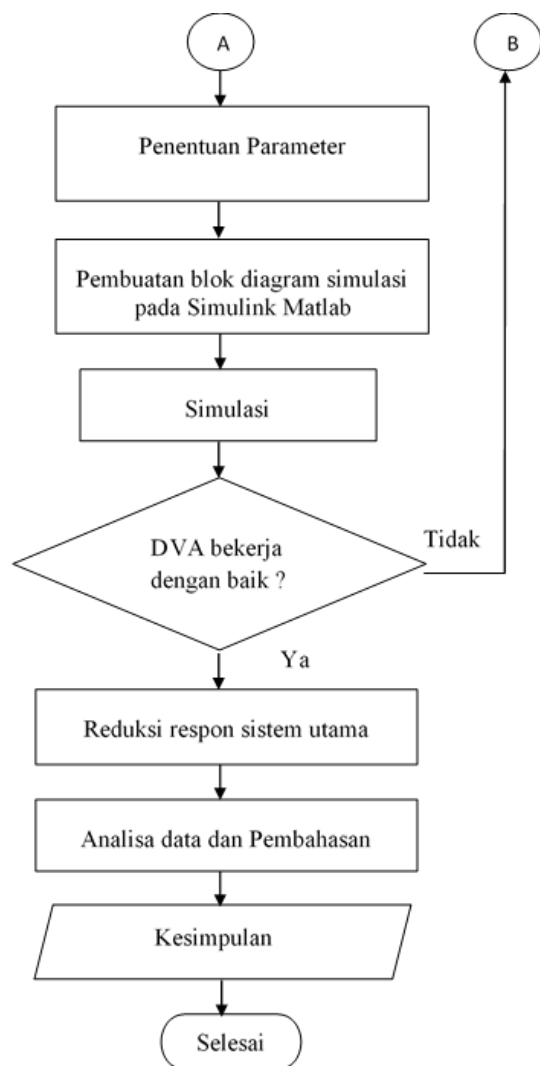 A
B
Penentuan Parameter
Pembuatan blok diagram simulasi
pada Simulink Matlab
Simulasi
DVA bekerja
dengan baik ?
Tidak
Ya
Reduksi respon sistem utama
Analisa data dan Pembahasan
Kesimpulan
Selesai